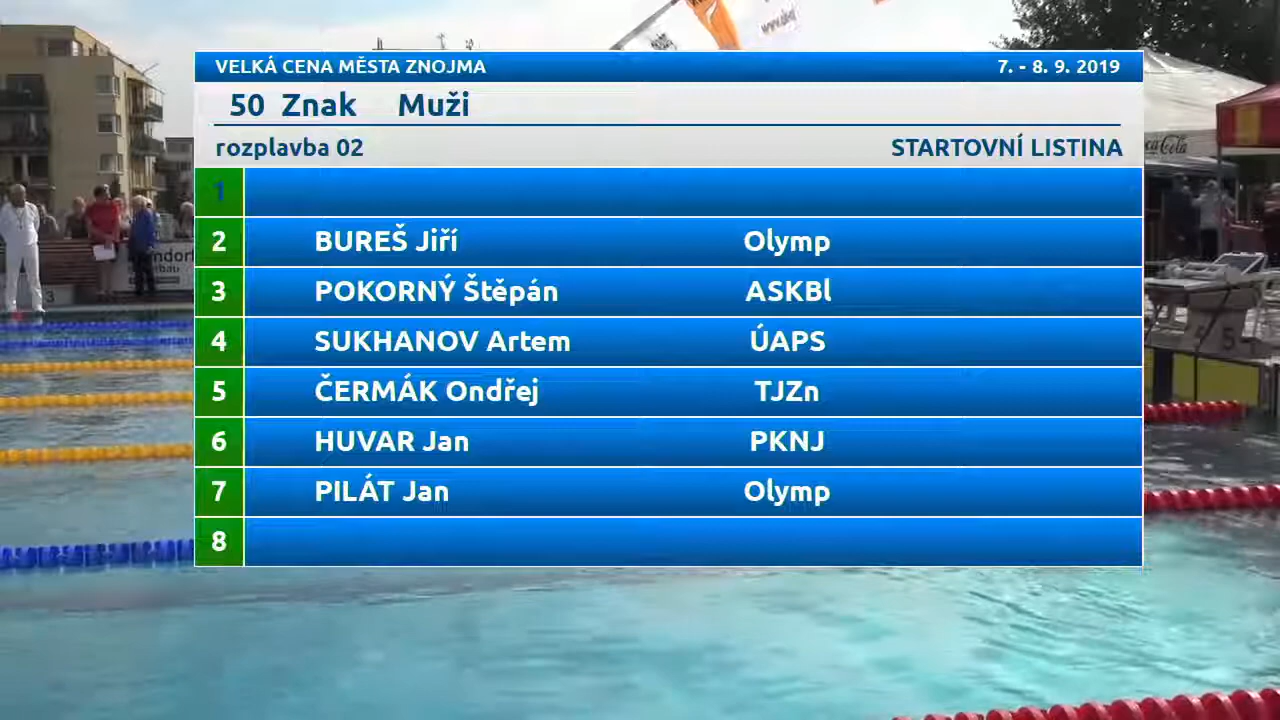 VELKÁ CENA MĚSTA ZNOJMA 7. - 8. 9. 2019
50 Znak Muži
rozplavba 02 STARTOVNÍ LISTINA
1
2 BUREŠ Jiří Olymp
3 POKORNÝ Štěpán ASKBl
4 SUKHANOV Artem ÚAPS
5 ČERMÁK Ondřej TJZn
6 HUVAR Jan PKNJ
7 PILÁT Jan Olymp
8
3
5